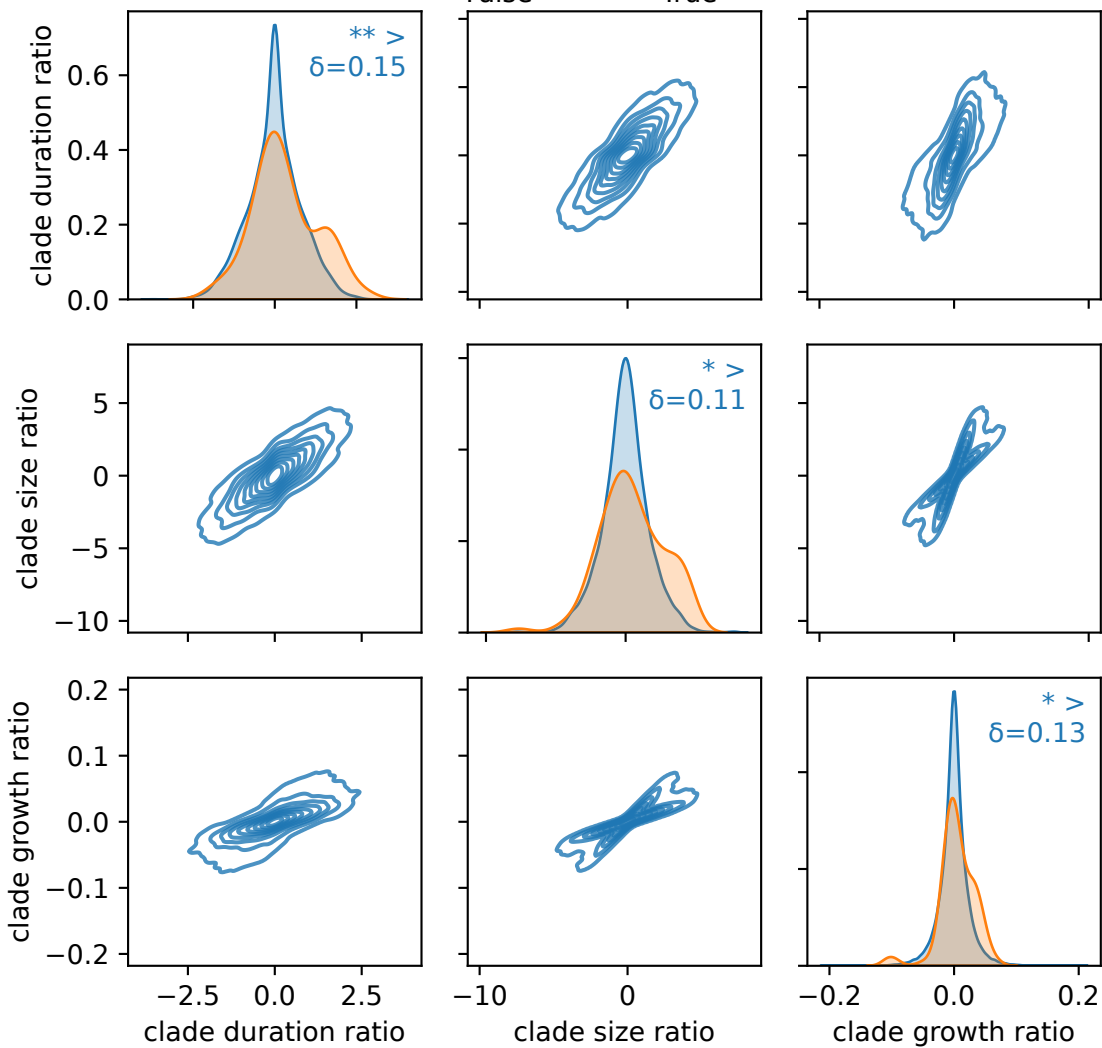 False True
clade duration ratio
0.6
0.4
0.2
0.0
** >
δ=0.15
clade size ratio
5
0
−5
−10
* >
δ=0.11
clade growth ratio
0.2
0.1
0.0
−0.1
−0.2
* >
δ=0.13
−2.5 0.0 2.5
−10 0
−0.2 0.0 0.2
clade duration ratio
clade size ratio
clade growth ratio